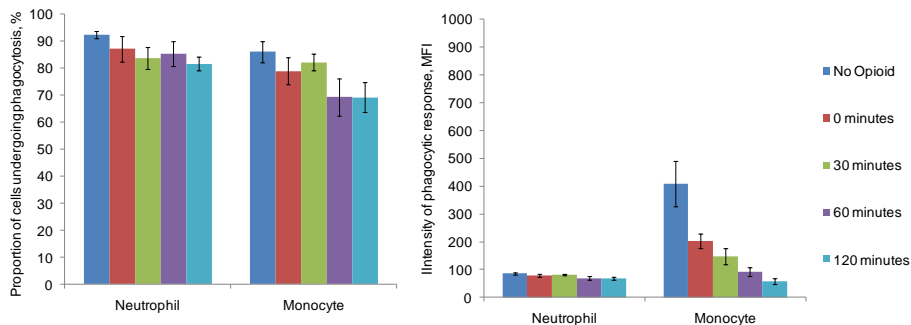 Proportion of cells undergoing phagocytosis, %
100
90
80
70
60
50
40
30
20
10
0
Neutrophil
Monocyte
IIntensity of phagocytic response, MFI
1000
900
800
700
600
500
400
300
200
100
0
Neutrophil
Monocyte
No Opioid
0 minutes
30 minutes
60 minutes
120 minutes